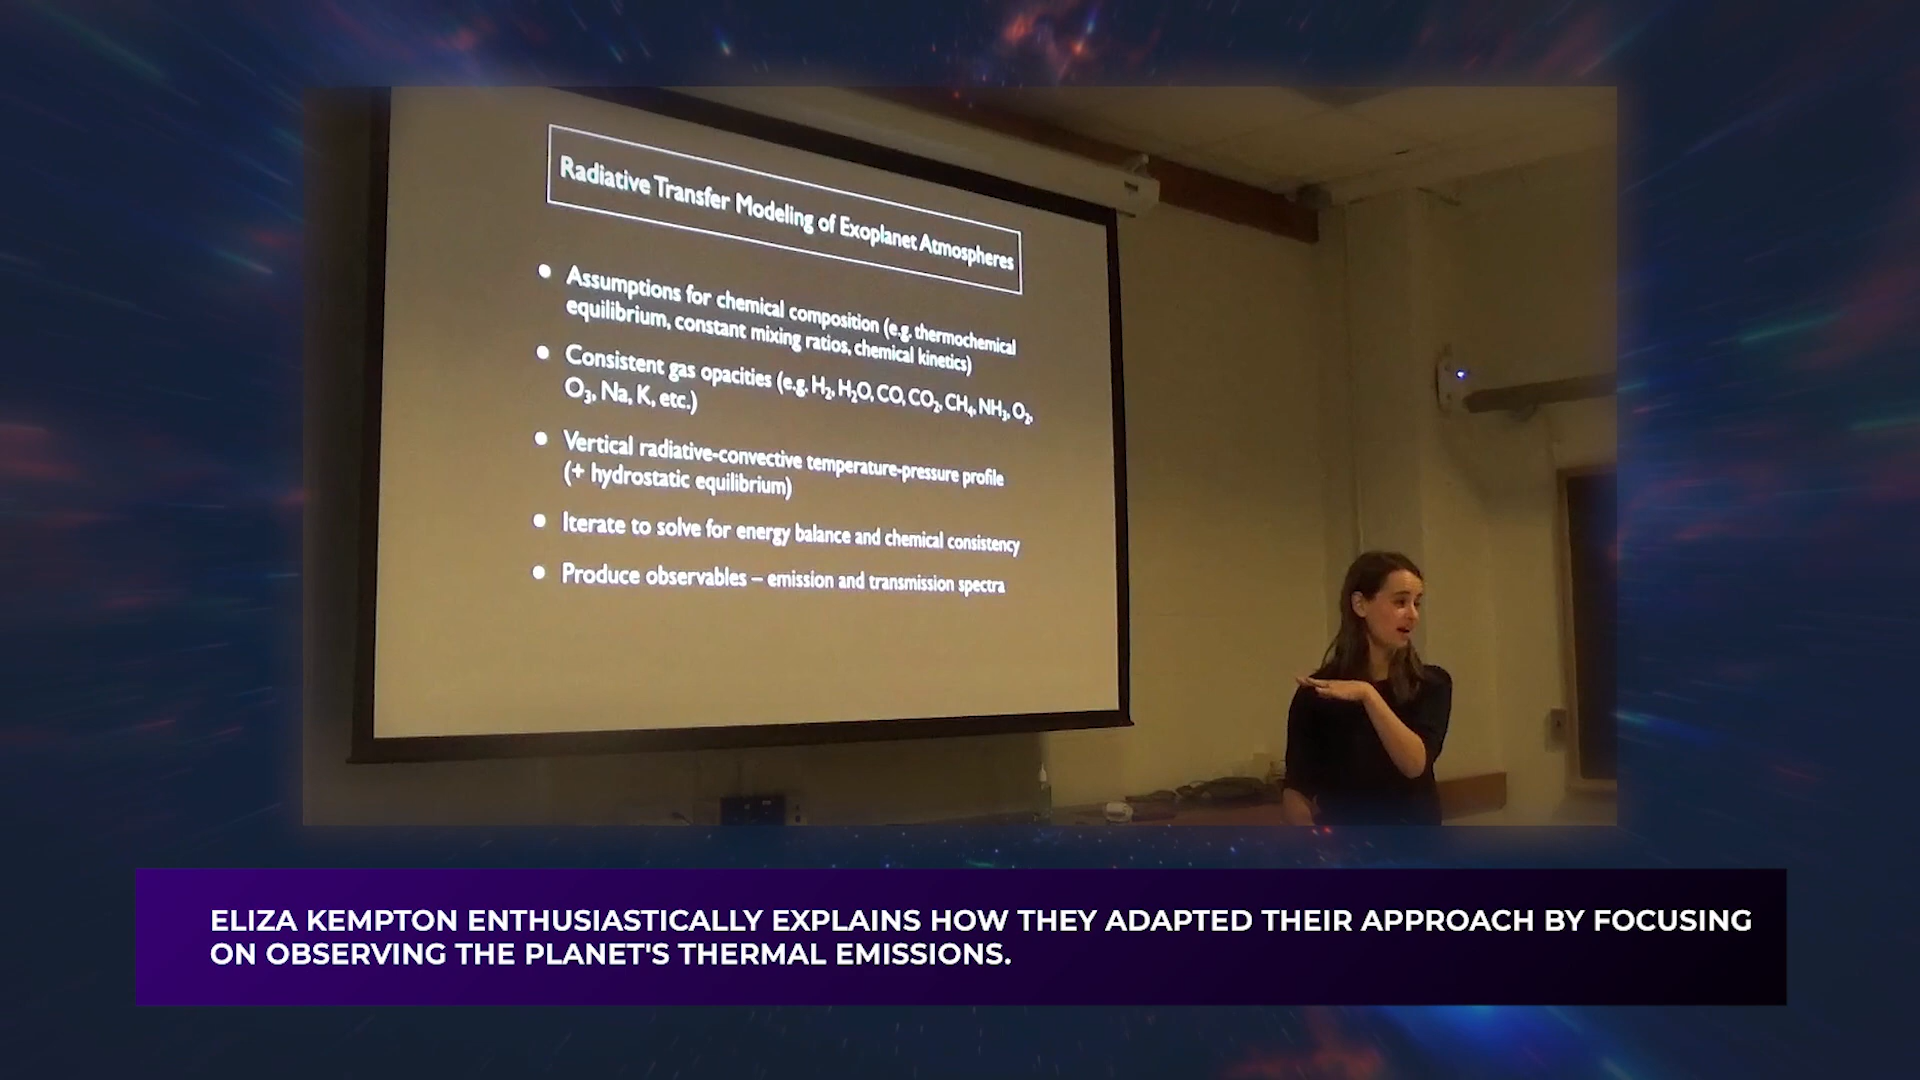 Radiative Transfer Modeling of Exoplanet Atmospheres
• Assumptions for chemical composition (e.g. thermochemical
equilibrium, constant mixing ratios, chemical kinetics)
• Consistent gas opacities (e.g. H₂, H₂O, CO, CO₂, CH₄, NH₃, O₂,
O₃, Na, K, etc.)
• Vertical radiative-convective temperature-pressure profile
(+ hydrostatic equilibrium)
• Iterate to solve for energy balance and chemical consistency
• Produce observables – emission and transmission spectra
ELIZA KEMPTON ENTHUSIASTICALLY EXPLAINS HOW THEY ADAPTED THEIR APPROACH BY FOCUSING
ON OBSERVING THE PLANET'S THERMAL EMISSIONS.